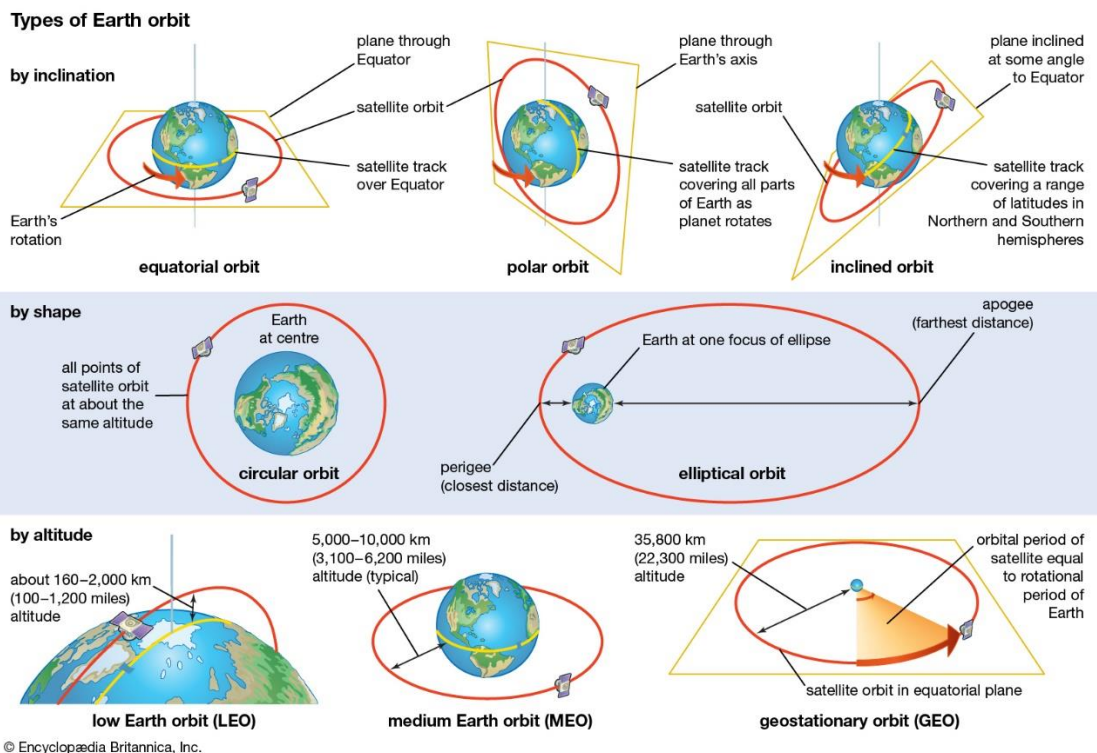 Types of Earth orbit
by inclination
plane through
Equator
satellite orbit
satellite track
over Equator
Earth’s
rotation
equatorial orbit
plane through
Earth’s axis
satellite track
covering all parts
of Earth as
planet rotates
polar orbit
plane inclined
at some angle
to Equator
satellite orbit
satellite track
covering a range
of latitudes in
Northern and Southern
hemispheres
inclined orbit
by shape
Earth
at centre
all points of
satellite orbit
at about the
same altitude
circular orbit
Earth at one focus of ellipse
apogee
(farthest distance)
perigee
(closest distance)
elliptical orbit
by altitude
about 160–2,000 km
(100–1,200 miles)
altitude
low Earth orbit (LEO)
5,000–10,000 km
(3,100–6,200 miles)
altitude (typical)
medium Earth orbit (MEO)
35,800 km
(22,300 miles)
altitude
orbital period of
satellite equal
to rotational
period of
Earth
satellite orbit in equatorial plane
geostationary orbit (GEO)
© Encyclopædia Britannica, Inc.